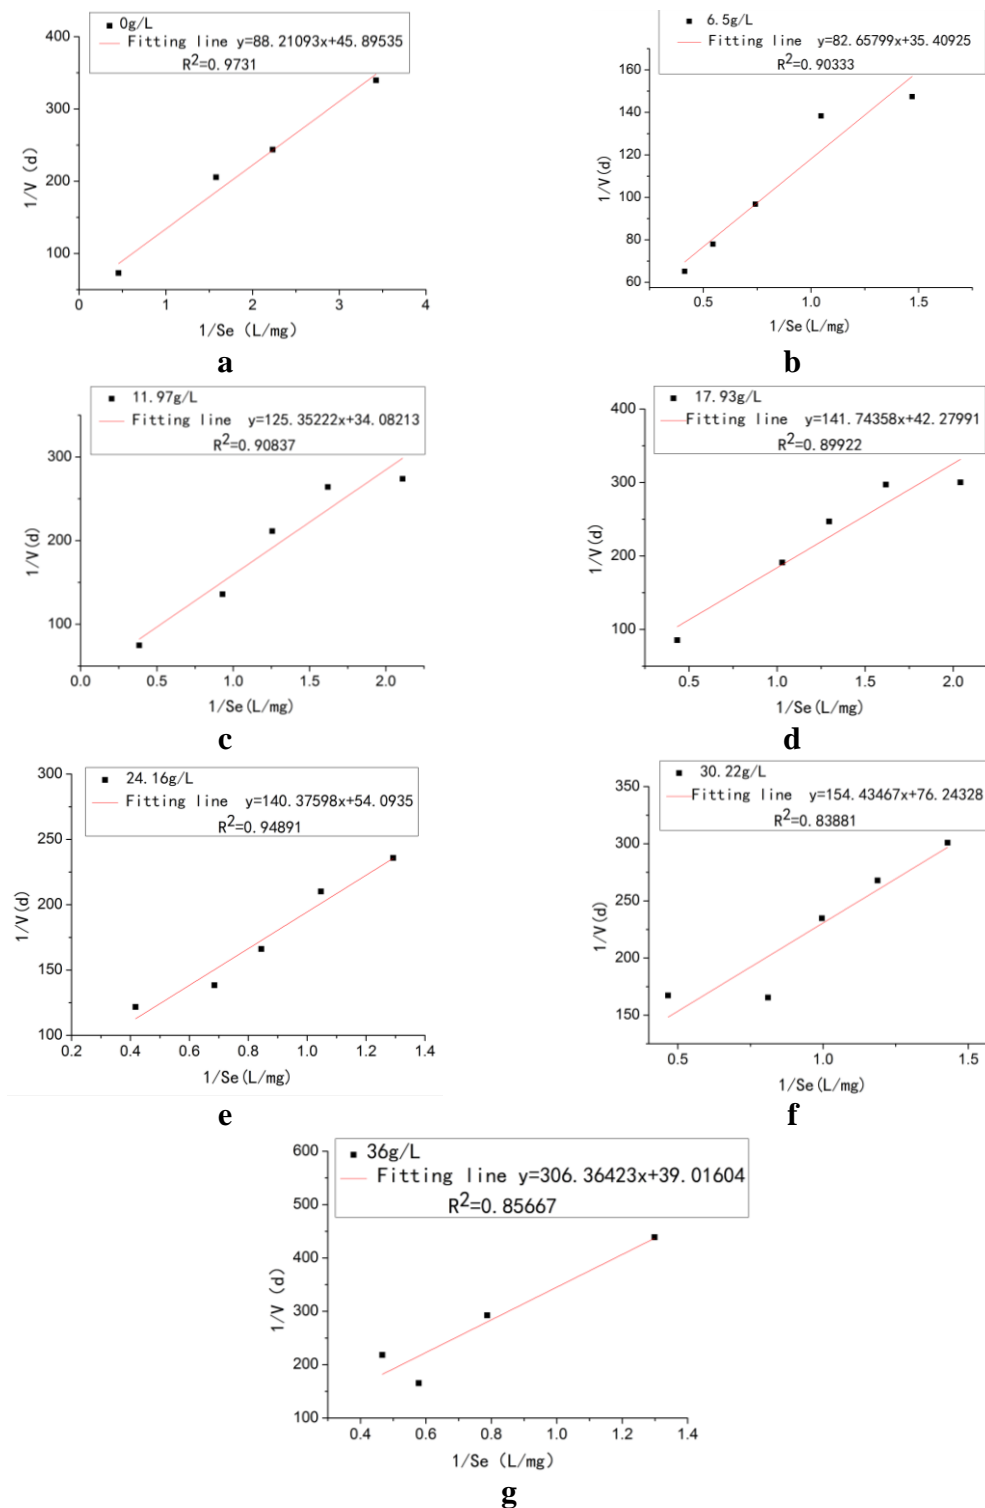 0g/L
Fitting line y=88.21093x+45.89535
R2=0.9731
400
300
200
100
1/V (d)
0 1 2 3 4
1/Se (L/mg)
a
6.5g/L
Fitting line y=82.65799x+35.40925
R2=0.90333
160
140
120
100
80
60
1/V(d)
0.5 1.0 1.5
1/Se(L/mg)
b
11.97g/L
Fitting line y=125.35222x+34.08213
R2=0.90837
300
200
100
1/V(d)
0.0 0.5 1.0 1.5 2.0
1/Se(L/mg)
c
17.93g/L
Fitting line y=141.74358x+42.27991
R2=0.89922
400
300
200
100
1/V(d)
0.5 1.0 1.5 2.0
1/Se(L/mg)
d
24.16g/L
Fitting line y=140.37598x+54.0935
R2=0.94891
300
250
200
150
100
1/V(d)
0.2 0.4 0.6 0.8 1.0 1.2 1.4
1/Se(L/mg)
e
30.22g/L
Fitting line y=154.43467x+76.24328
R2=0.83881
350
300
250
200
150
1/V(d)
0.5 1.0 1.5
1/Se(L/mg)
f
36g/L
Fitting line y=306.36423x+39.01604
R2=0.85667
600
500
400
300
200
100
1/V (d)
0.4 0.6 0.8 1.0 1.2 1.4
1/Se (L/mg)
g